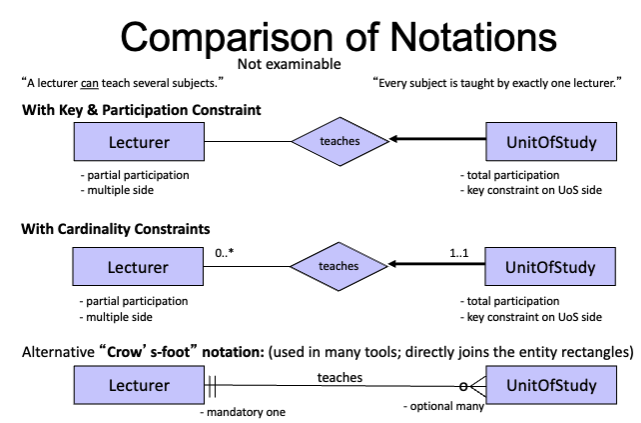 Comparison of Notations
Not examinable
“A lecturer can teach several subjects.”
“Every subject is taught by exactly one lecturer.”
With Key & Participation Constraint
Lecturer
teaches
UnitOfStudy
- partial participation
- multiple side
- total participation
- key constraint on UoS side
With Cardinality Constraints
Lecturer
0..*
teaches
1..1
UnitOfStudy
- partial participation
- multiple side
- total participation
- key constraint on UoS side
Alternative “Crow’s-foot” notation: (used in many tools; directly joins the entity rectangles)
Lecturer
teaches
UnitOfStudy
- mandatory one
- optional many